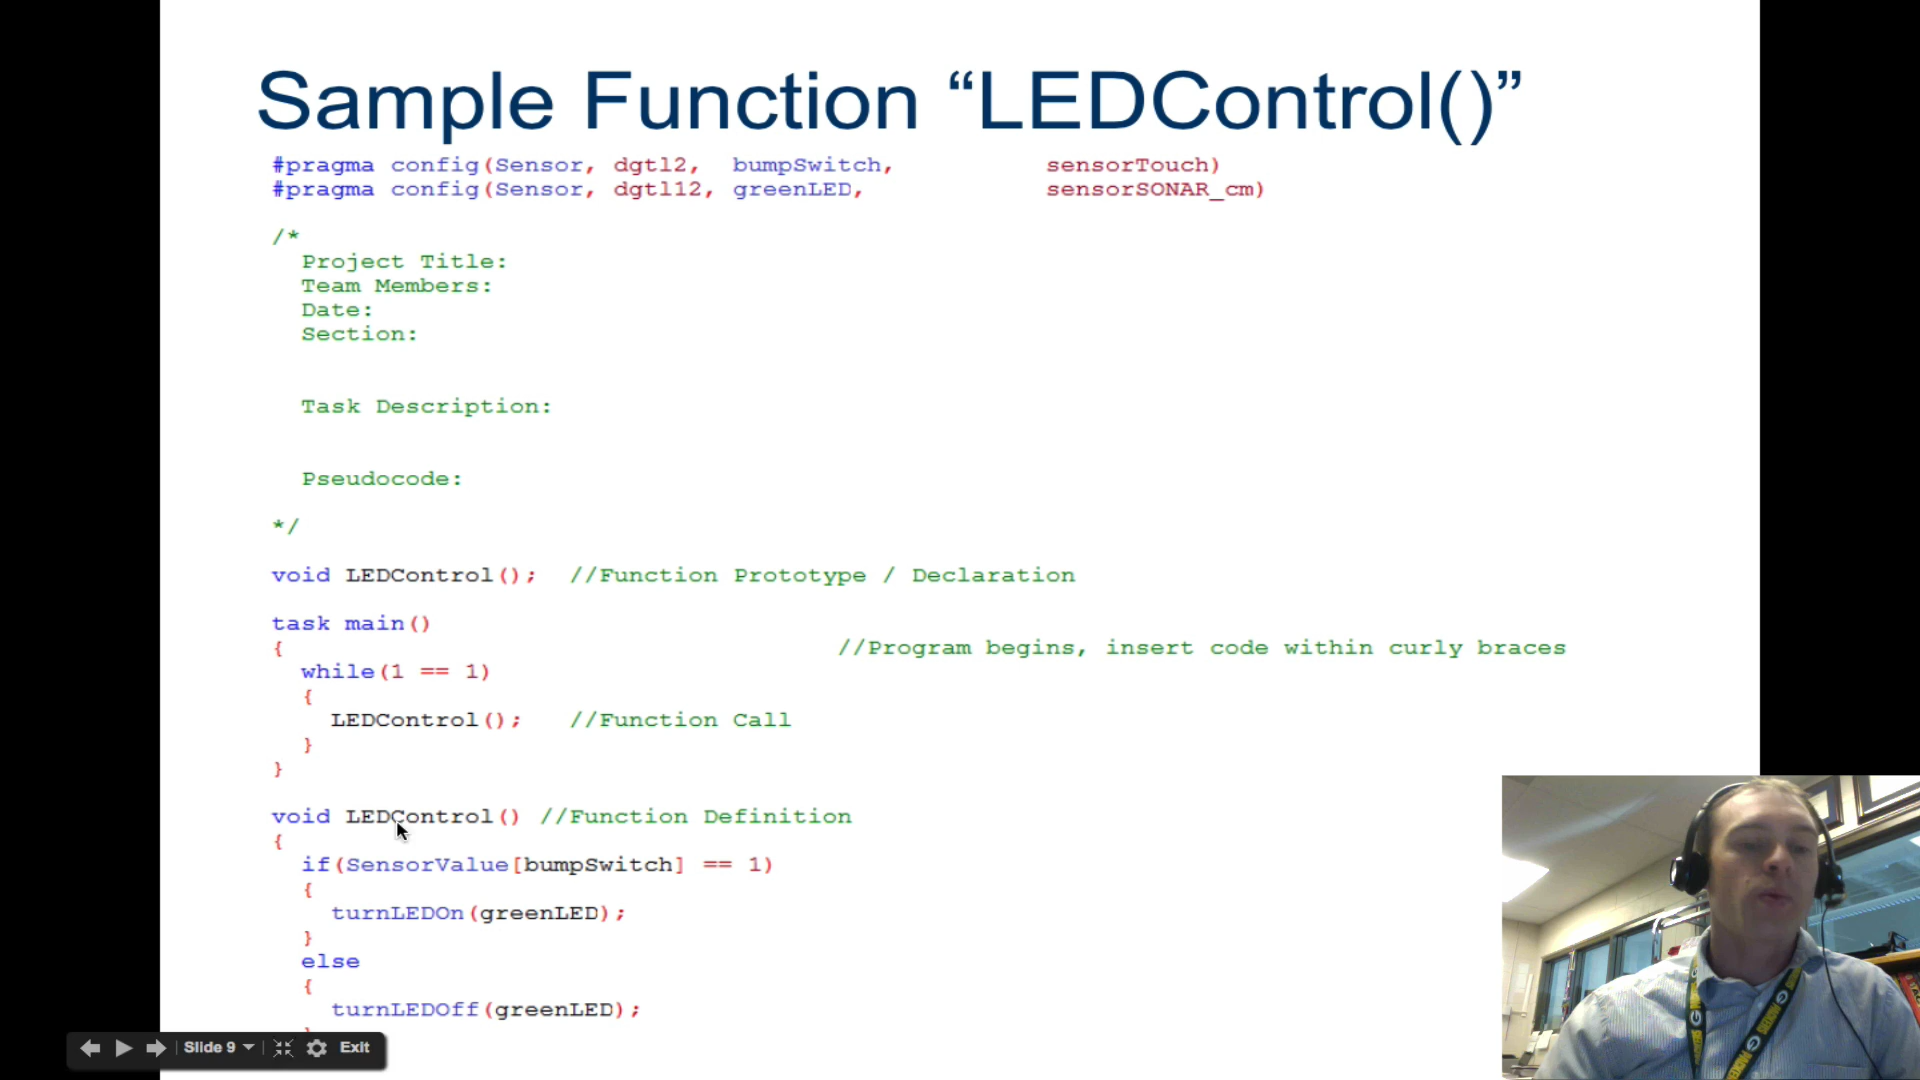 Sample Function “LEDControl()”
#pragma config(Sensor, dgtl2,  bumpSwitch,          sensorTouch)
#pragma config(Sensor, dgtl12, greenLED,            sensorSONAR_cm)
/*
Project Title:
Team Members:
Date:
Section:
Task Description:
Pseudocode:
*/
void LEDControl();  //Function Prototype / Declaration
task main()
{                                      //Program begins, insert code within curly braces
while(1 == 1)
{
LEDControl();   //Function Call
}
}
void LEDControl() //Function Definition
{
if(SensorValue[bumpSwitch] == 1)
{
turnLEDOn(greenLED);
}
else
{
turnLEDOff(greenLED);
Slide 9
Exit